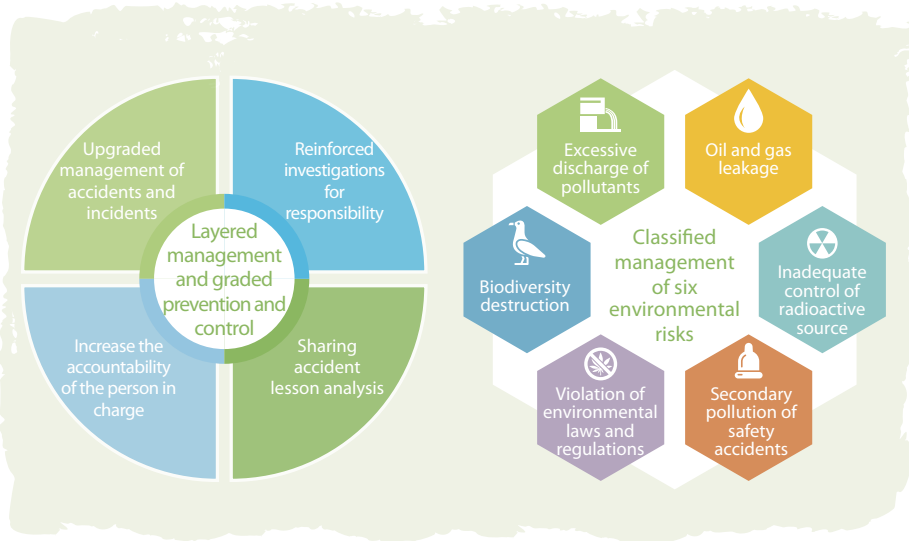 Upgraded
management of
accidents and
incidents
Reinforced
investigations
for
responsibility
Layered
management
and graded
prevention and
control
Increase the
accountability
of the person in
charge
Sharing
accident
lesson analysis
Excessive
discharge of
pollutants
Oil and gas
leakage
Biodiversity
destruction
Classified
management
of six
environmental
risks
Inadequate
control of
radioactive
source
Violation of
environmental
laws and
regulations
Secondary
pollution of
safety
accidents